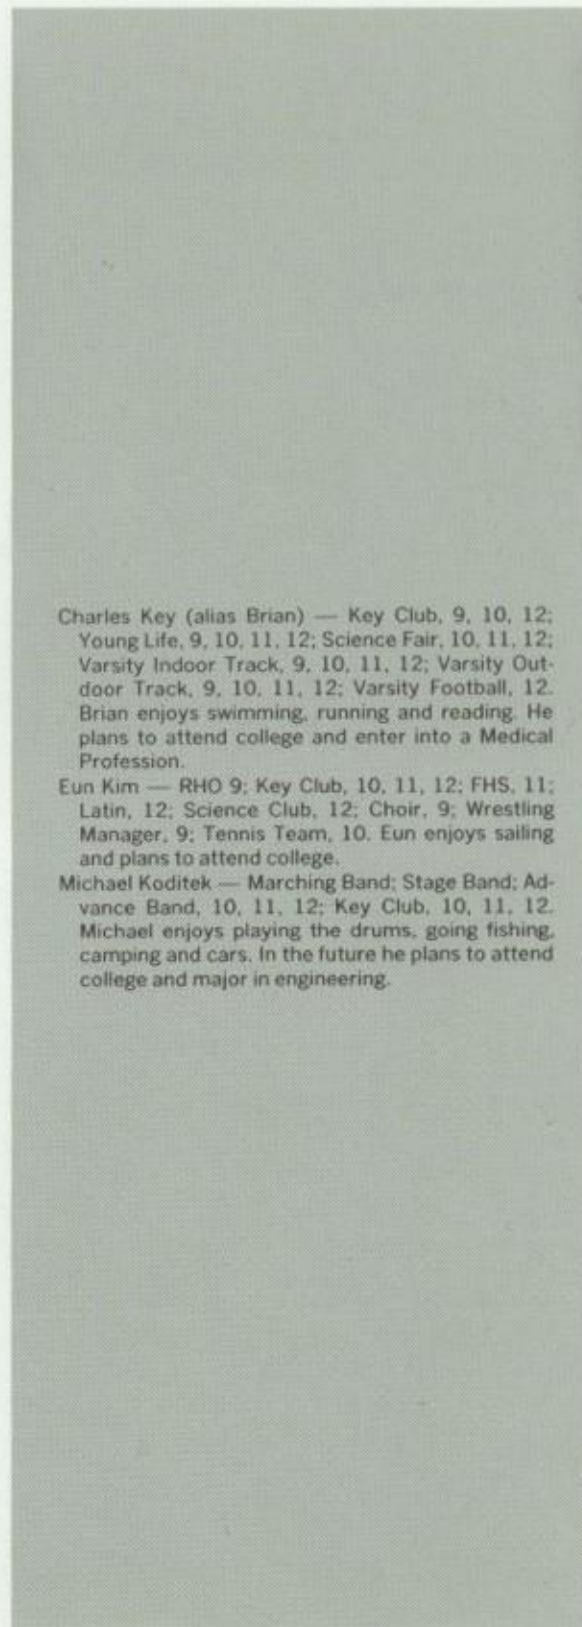 Charles Key (alias Brian) — Key Club, 9, 10, 12;
Young Life, 9, 10, 11, 12; Science Fair, 10, 11, 12;
Varsity Indoor Track, 9, 10, 11, 12; Varsity Out-
door Track, 9, 10, 11, 12; Varsity Football, 12.
Brian enjoys swimming, running and reading. He
plans to attend college and enter into a Medical
Profession.
Eun Kim — RHO 9; Key Club, 10, 11, 12; FHS, 11;
Latin, 12; Science Club, 12; Choir, 9; Wrestling
Manager, 9; Tennis Team, 10. Eun enjoys sailing
and plans to attend college.
Michael Koditek — Marching Band; Stage Band; Ad-
vance Band, 10, 11, 12; Key Club, 10, 11, 12.
Michael enjoys playing the drums, going fishing,
camping and cars. In the future he plans to attend
college and major in engineering.